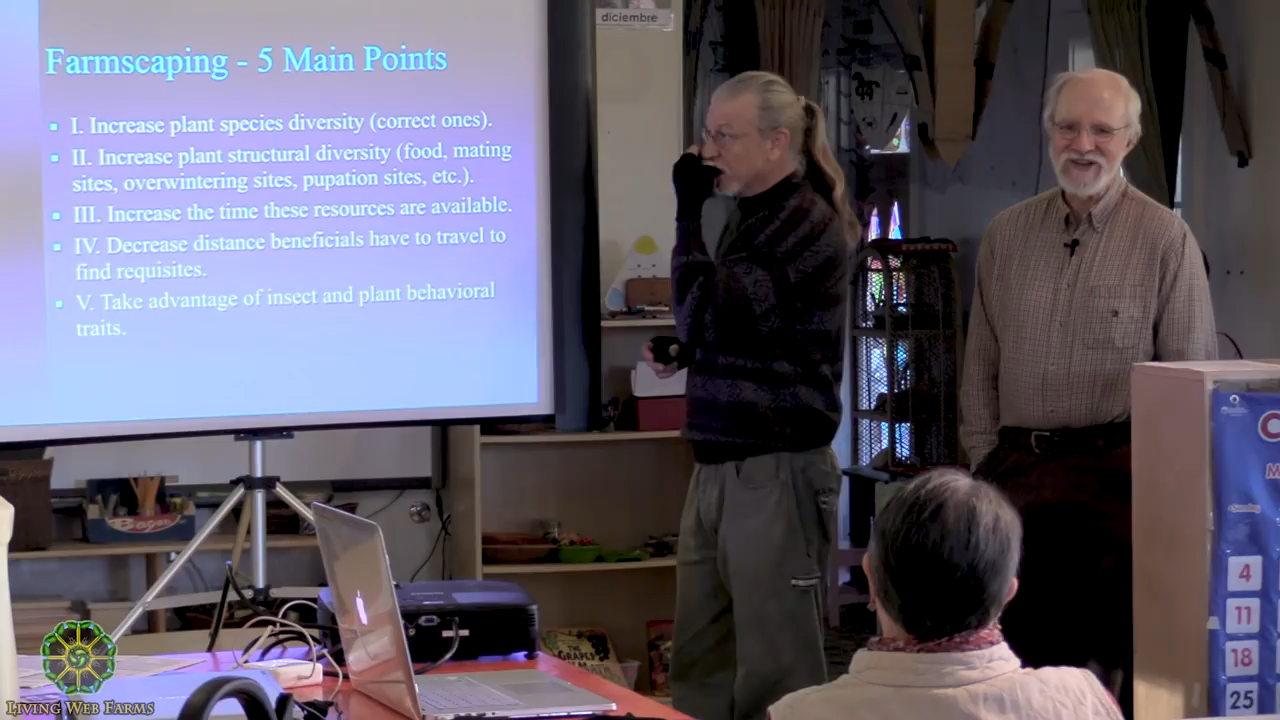 diciembre
Farmscaping - 5 Main Points
▪ I. Increase plant species diversity (correct ones).
▪ II. Increase plant structural diversity (food, mating
sites, overwintering sites, pupation sites, etc.).
▪ III. Increase the time these resources are available.
▪ IV. Decrease distance beneficials have to travel to
find requisites.
▪ V. Take advantage of insect and plant behavioral
traits.
THE
GRAPES
4
11
18
25
LIVING WEB FARMS